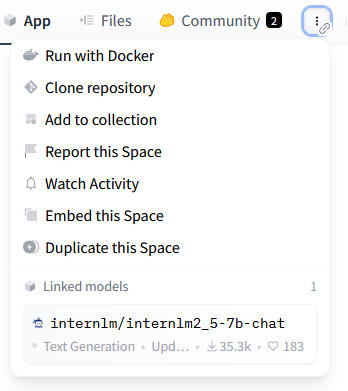 App Files Community 2
Run with Docker
Clone repository
Add to collection
Report this Space
Watch Activity
Embed this Space
Duplicate this Space
Linked models 1
internlm/internlm2_5-7b-chat
Text Generation • Upd... • 35.3k • 183